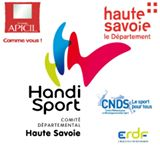 APICIL
Comme vous !
haute
savoie
le Département
Handi
Sport
COMITÉ
DÉPARTEMENTAL
Haute Savoie
CNDS
Le sport
pour tous
ERDF